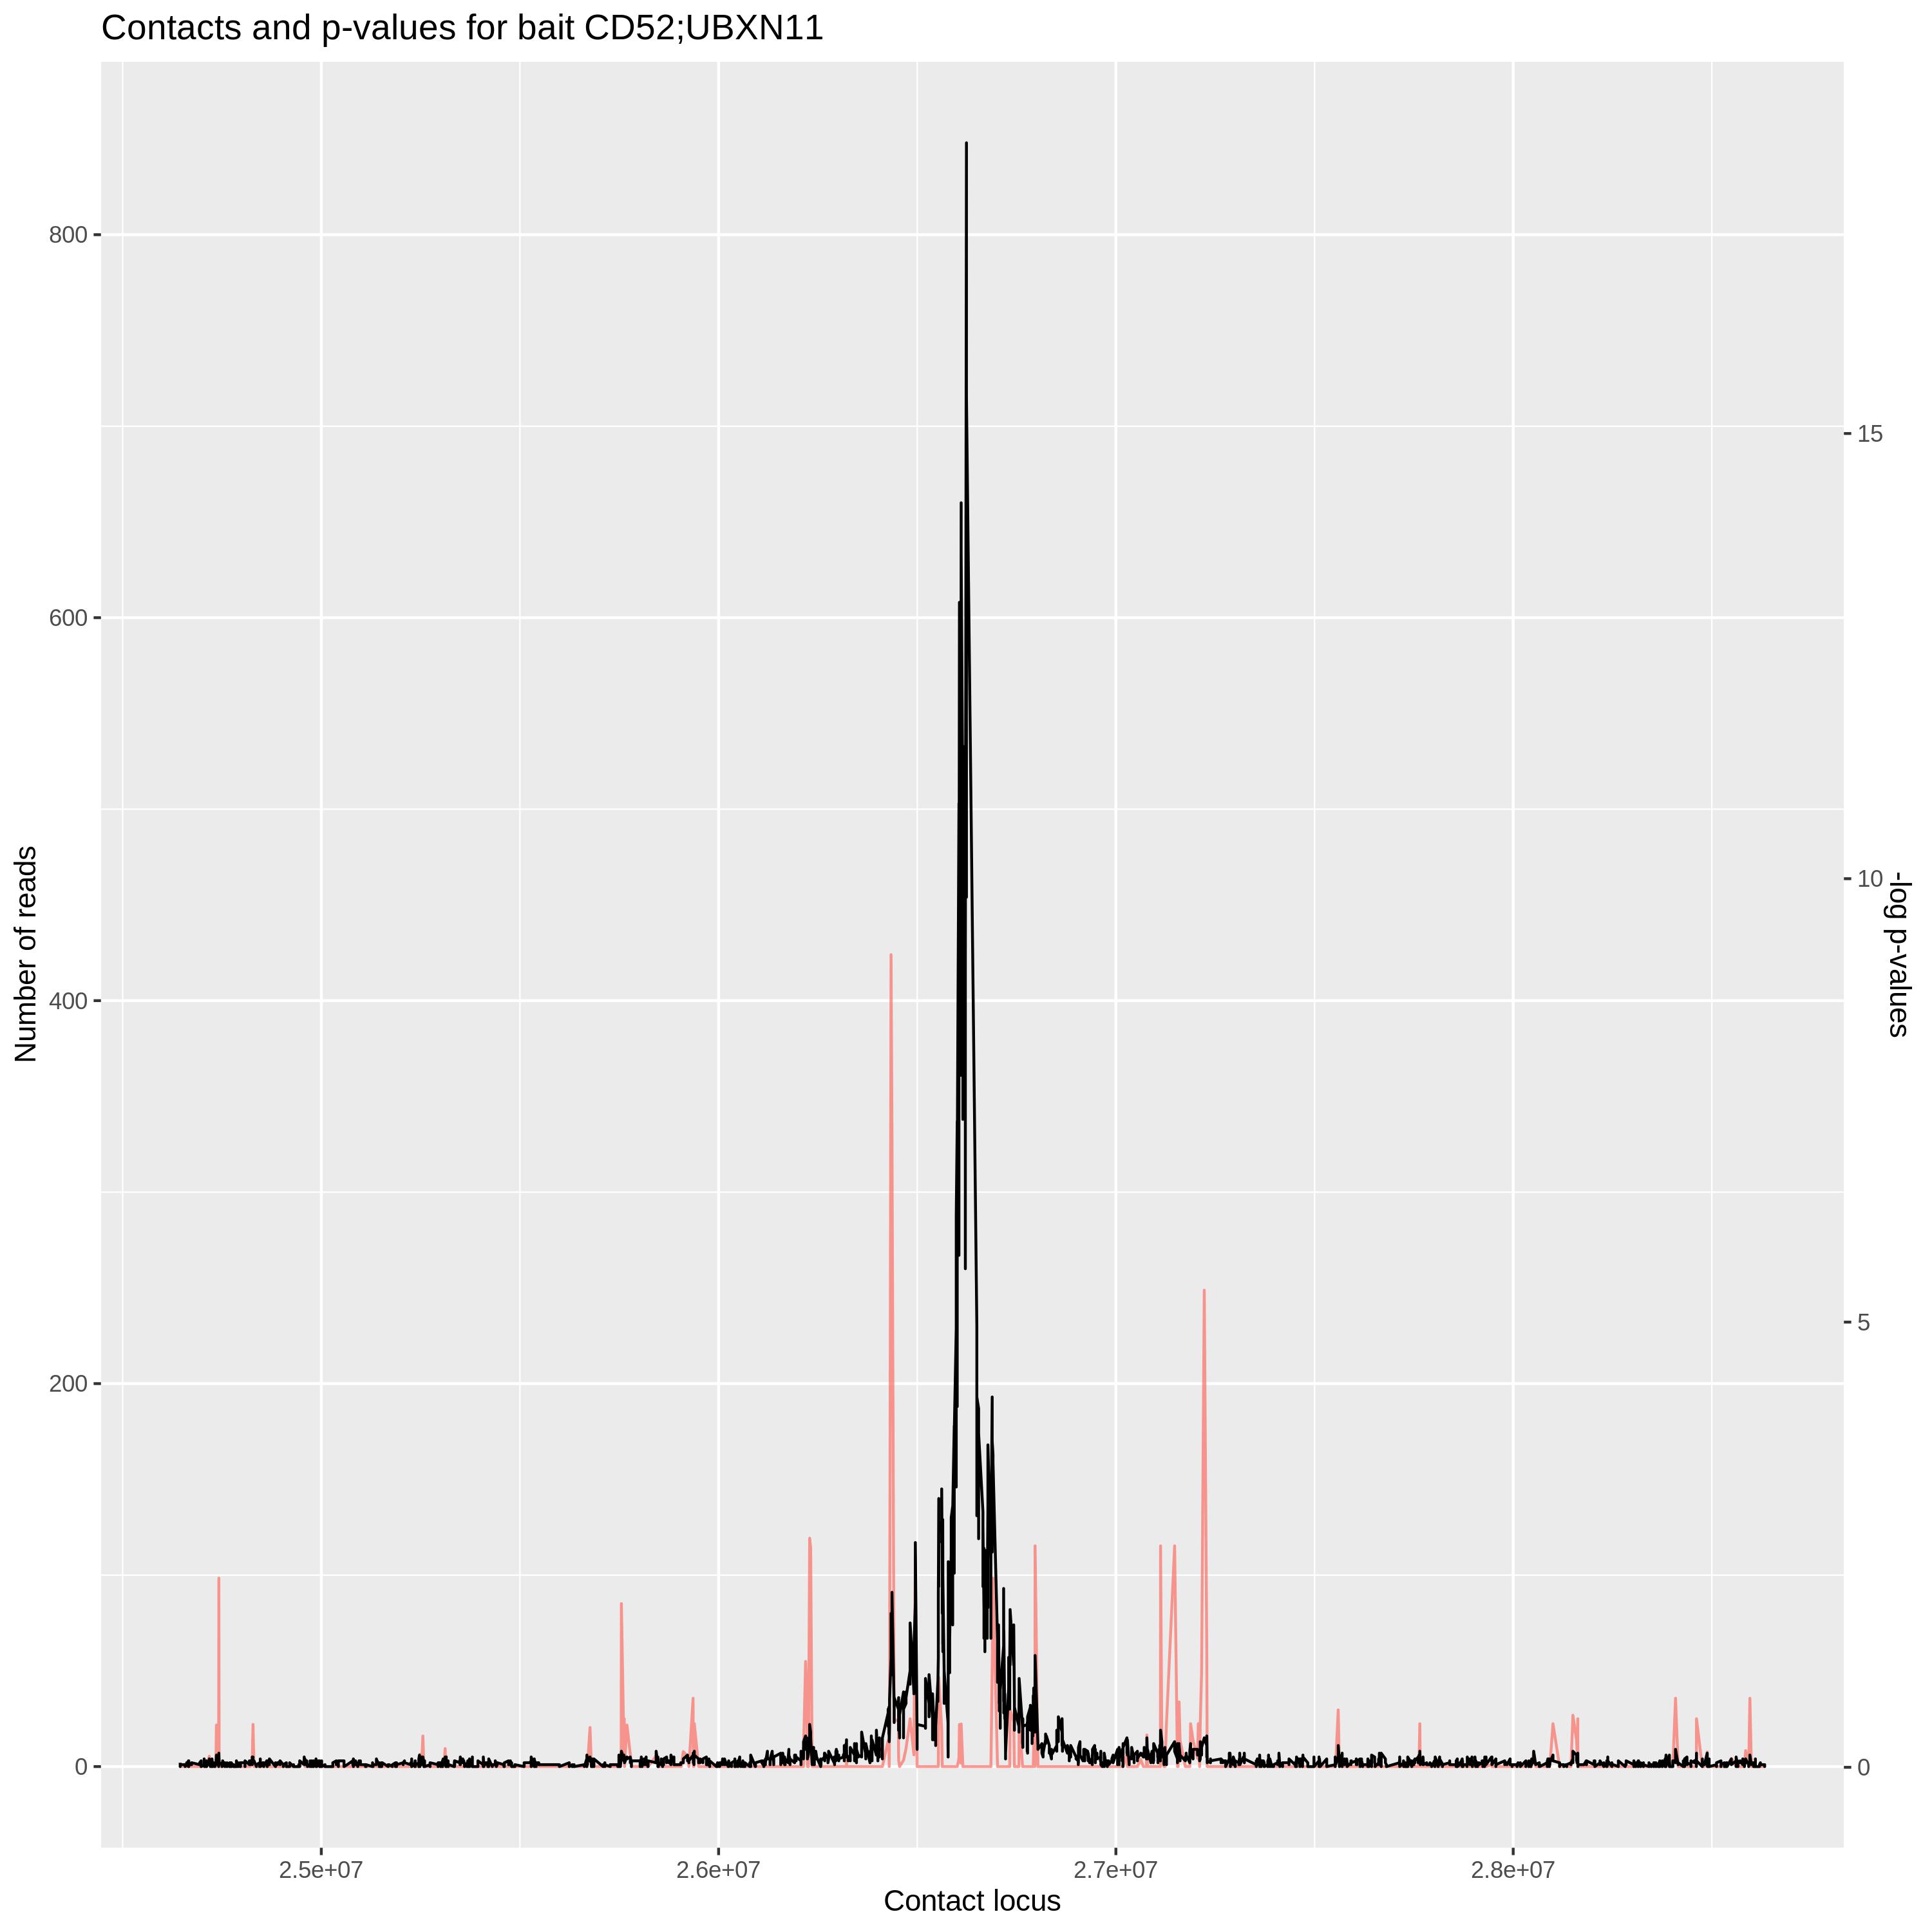 Contacts and p-values for bait CD52;UBXN11
Number of reads
800
600
400
200
0
15
10
5
0
-log p-values
2.5e+07
2.6e+07
2.7e+07
2.8e+07
Contact locus